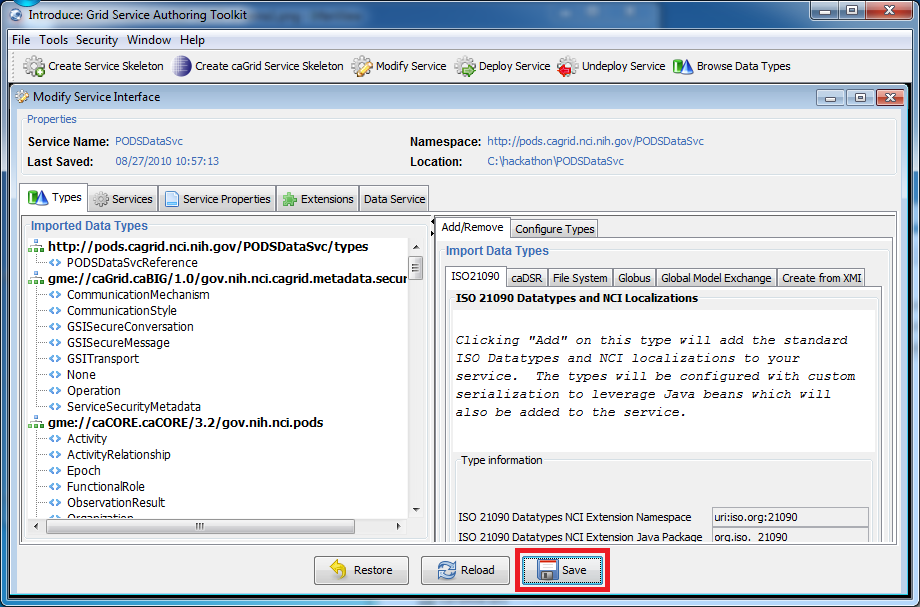 Introduce: Grid Service Authoring Toolkit
File Tools Security Window Help
Create Service Skeleton Create caGrid Service Skeleton Modify Service Deploy Service Undeploy Service Browse Data Types
Modify Service Interface
Properties
Service Name: PODSDataSvc Namespace: http://pods.cagrid.nci.nih.gov/PODSDataSvc
Last Saved: 08/27/2010 10:57:13 Location: C:\hackathon\PODSDataSvc
Types Services Service Properties Extensions Data Service
Imported Data Types
http://pods.cagrid.nci.nih.gov/PODSDataSvc/types
PODSDataSvcReference
gme://caGrid.caBIG/1.0/gov.nih.nci.cagrid.metadata.secur
CommunicationMechanism
CommunicationStyle
GSISecureConversation
GSISecureMessage
GSITransport
None
Operation
ServiceSecurityMetadata
gme://caCORE.caCORE/3.2/gov.nih.nci.pods
Activity
ActivityRelationship
Epoch
FunctionalRole
ObservationResult
Organization
Add/Remove Configure Types
Import Data Types
ISO21090 caDSR File System Globus Global Model Exchange Create from XMI
ISO 21090 Datatypes and NCI Localizations
Clicking "Add" on this type will add the standard
ISO Datatypes and NCI localizations to your
service. The types will be configured with custom
serialization to leverage Java beans which will
also be added to the service.
Type information
ISO 21090 Datatypes NCI Extension Namespace uri:iso.org:21090
ISO 21090 Datatypes NCI Extension Java Package org.iso._21090
Restore Reload Save